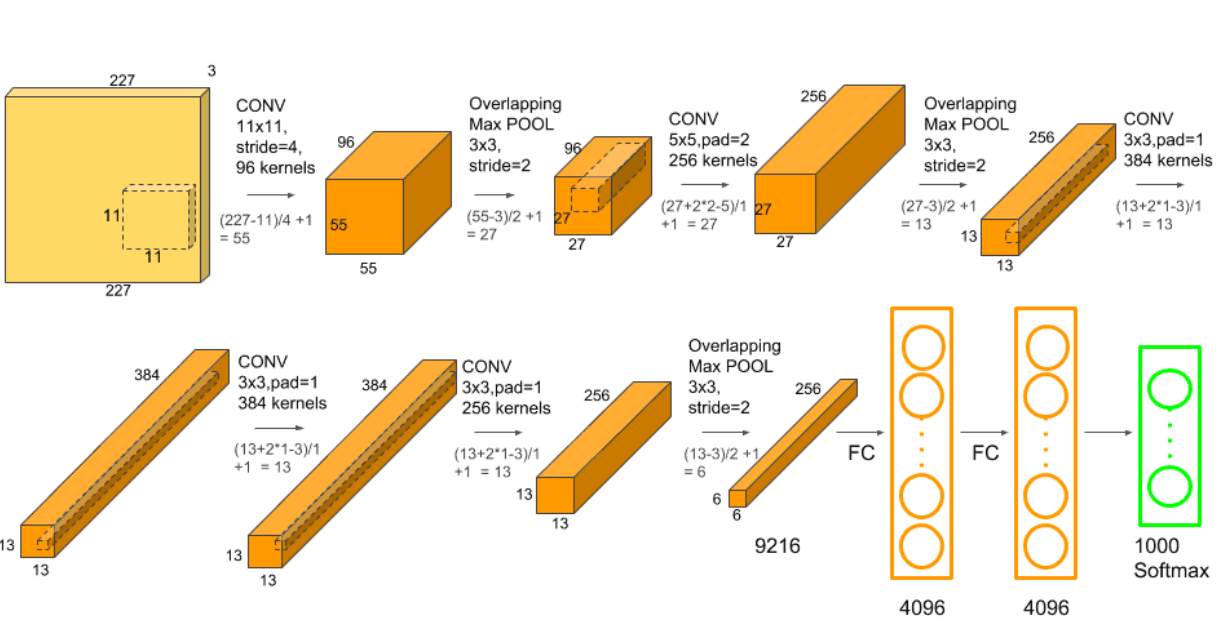 227
3
11
11
227
CONV
11x11,
stride=4,
96 kernels
(227-11)/4 +1
= 55
96
55
55
Overlapping
Max POOL
3x3,
stride=2
(55-3)/2 +1
= 27
96
27
27
CONV
5x5,pad=2
256 kernels
(27+2*2-5)/1
+1 = 27
256
27
27
Overlapping
Max POOL
3x3,
stride=2
(27-3)/2 +1
= 13
256
13
13
CONV
3x3,pad=1
384 kernels
(13+2*1-3)/1
+1 = 13
384
13
13
CONV
3x3,pad=1
384 kernels
(13+2*1-3)/1
+1 = 13
384
13
13
CONV
3x3,pad=1
256 kernels
(13+2*1-3)/1
+1 = 13
256
13
13
Overlapping
Max POOL
3x3,
stride=2
(13-3)/2 +1
= 6
256
6
6
9216
FC
4096
FC
4096
1000
Softmax